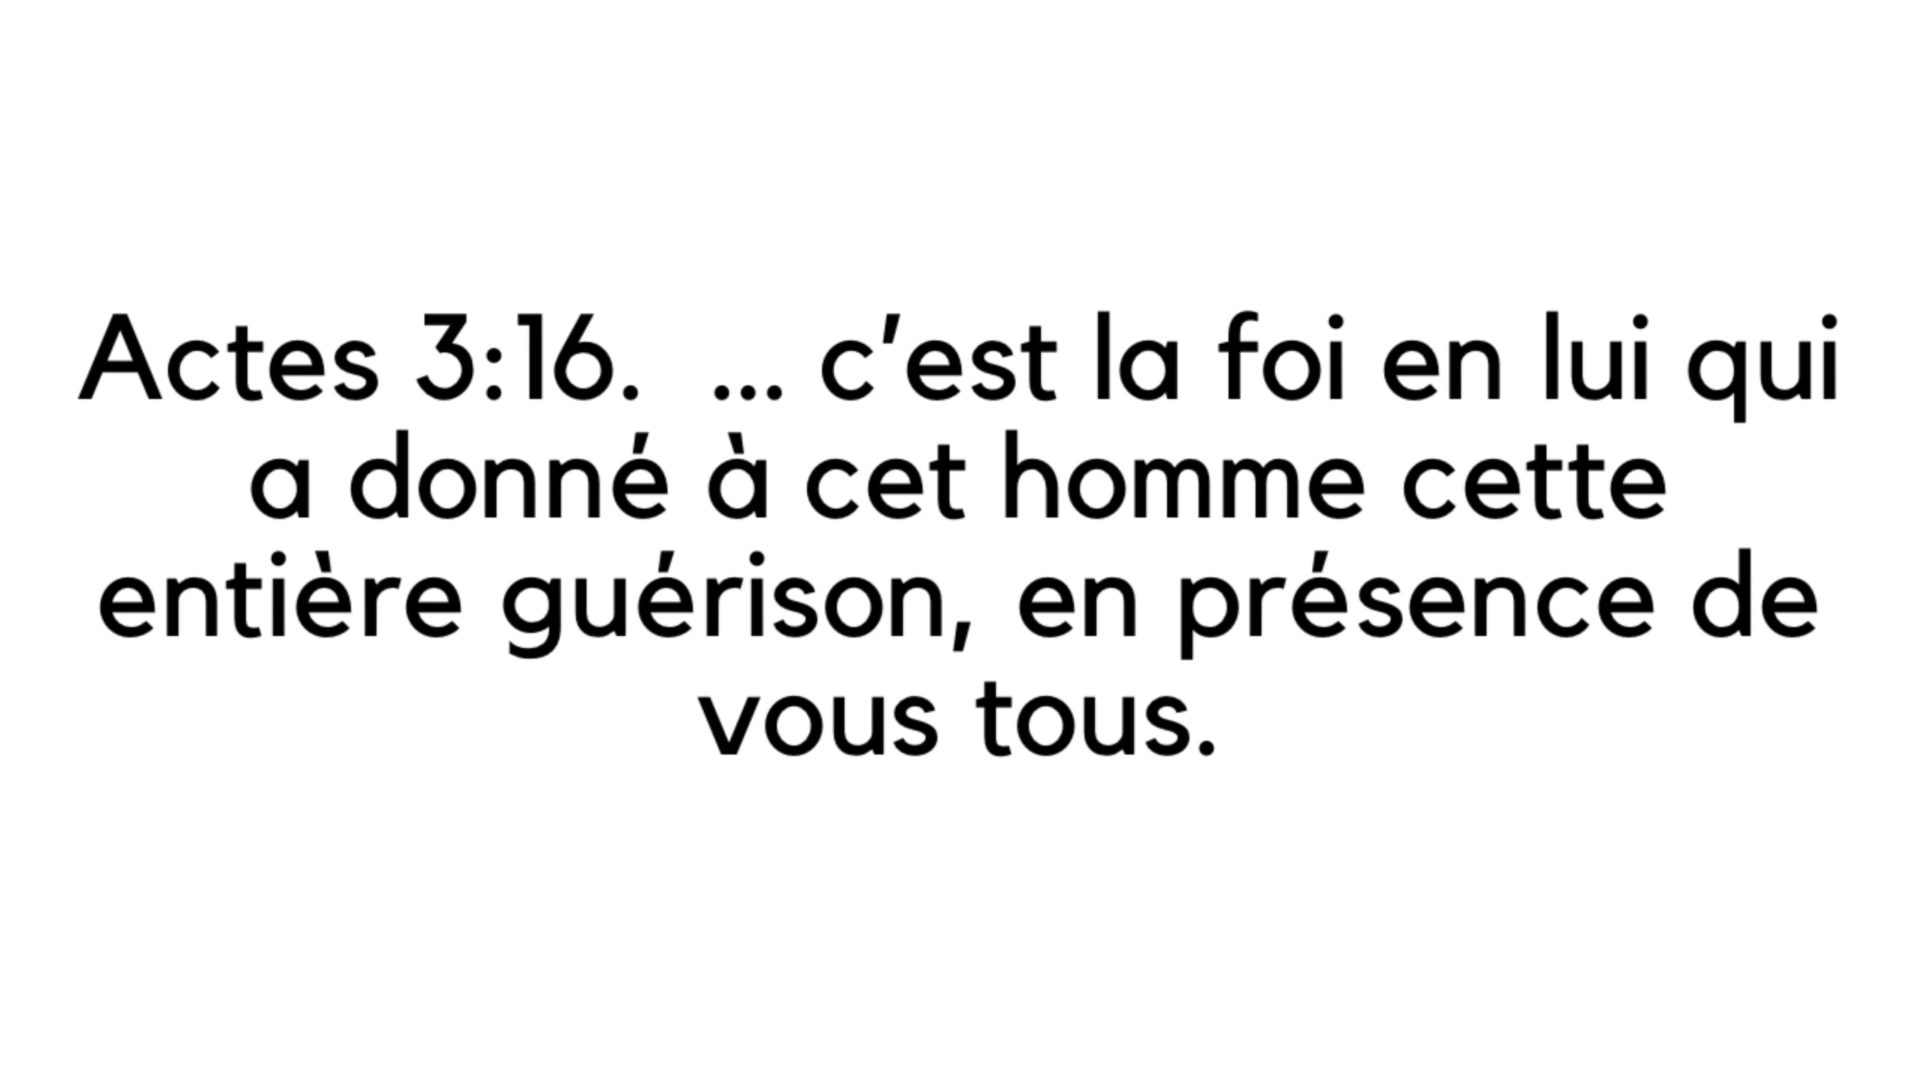 Actes 3:16.  ... c'est la foi en lui qui
a donné à cet homme cette
entière guérison, en présence de
vous tous.